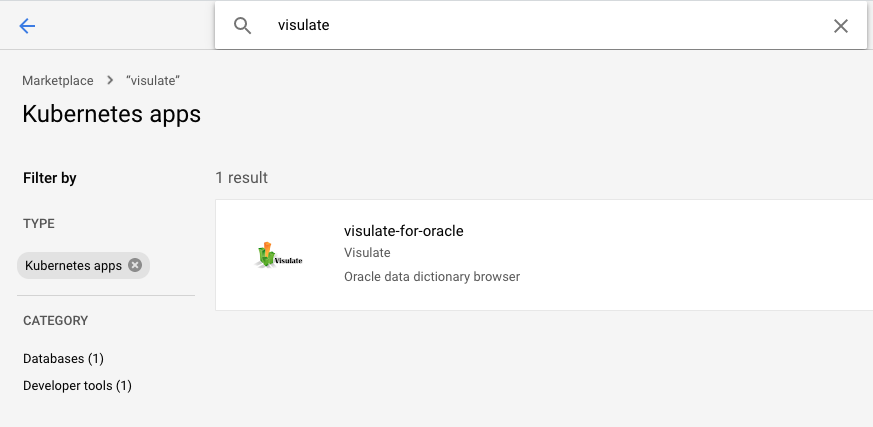 visulate
Marketplace > “visulate”
Kubernetes apps
Filter by
1 result
TYPE
Kubernetes apps
CATEGORY
Databases (1)
Developer tools (1)
Visulate
visulate-for-oracle
Visulate
Oracle data dictionary browser